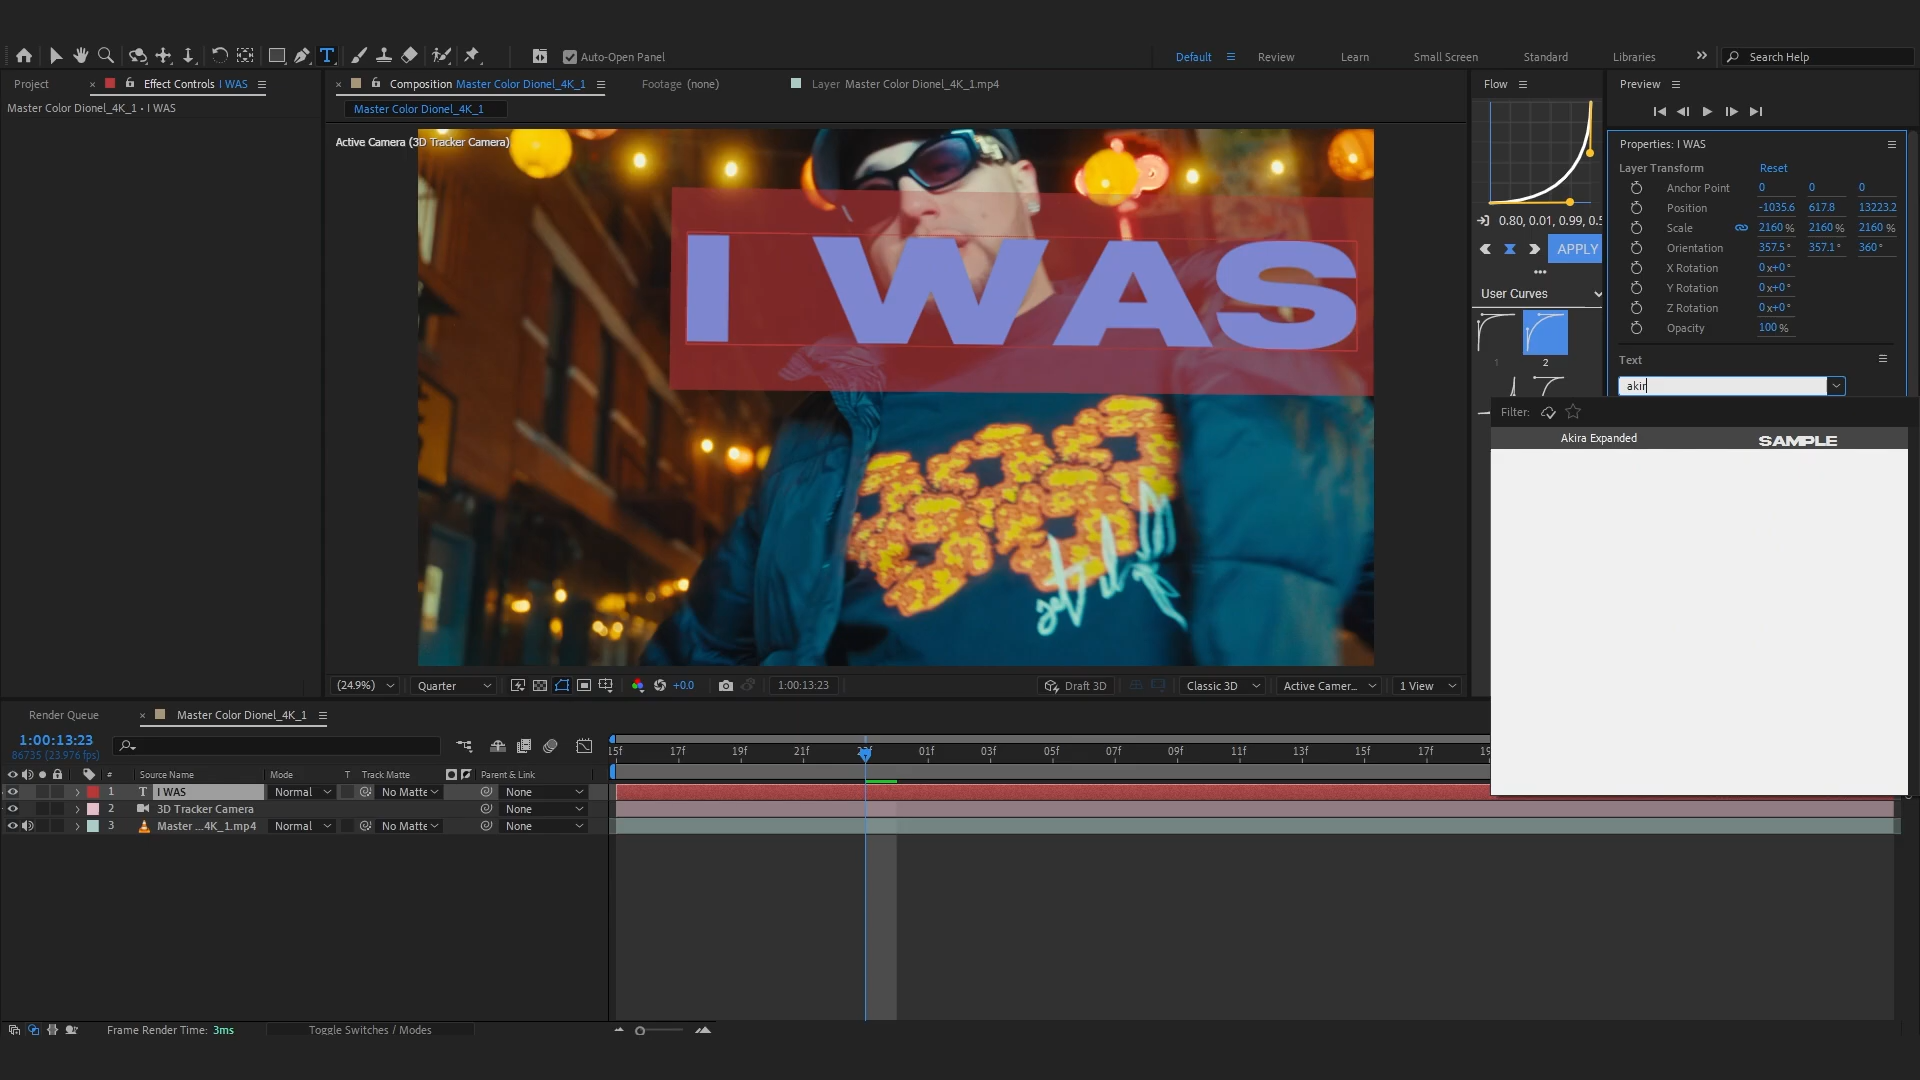 Auto-Open Panel
Default
Review
Learn
Small Screen
Standard
Libraries
Search Help
Project
Effect Controls I WAS
Composition Master Color Dionel_4K_1
Footage (none)
Layer Master Color Dionel_4K_1.mp4
Flow
Preview
Master Color Dionel_4K_1 • I WAS
Master Color Dionel_4K_1
Active Camera (3D Tracker Camera)
I WAS
0.80, 0.01, 0.99, 0.5
APPLY
User Curves
1
2
Properties: I WAS
Layer Transform Reset
Anchor Point 0 0 0
Position -1035.6 617.8 13223.2
Scale 2160 % 2160 % 2160 %
Orientation 357.5° 357.1° 360°
X Rotation 0x+0°
Y Rotation 0x+0°
Z Rotation 0x+0°
Opacity 100 %
Text
akir
Filter:
Akira Expanded SAMPLE
(24.9%)
Quarter
+0.0
1:00:13:23
Draft 3D
Classic 3D
Active Camer...
1 View
Render Queue
Master Color Dionel_4K_1
1:00:13:23
86735 (23.976 fps)
15f 17f 19f 21f 23f 01f 03f 05f 07f 09f 11f 13f 15f 17f 19
# Source Name Mode T Track Matte Parent & Link
1 T I WAS Normal No Matte None
2 3D Tracker Camera None
3 Master ...4K_1.mp4 Normal No Matte None
Frame Render Time: 3ms
Toggle Switches / Modes